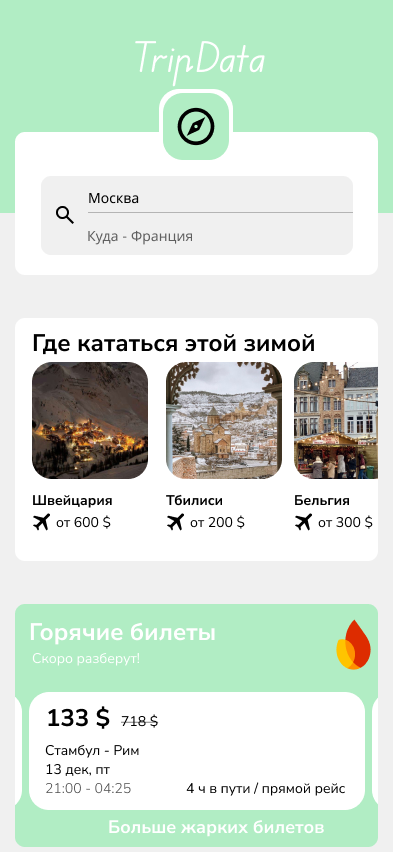 TripData
Москва
Куда - Франция
Где кататься этой зимой
Швейцария
от 600 $
Тбилиси
от 200 $
Бельгия
от 300 $
Горячие билеты
Скоро разберут!
133 $ 718 $
Стамбул - Рим
13 дек, пт
21:00 - 04:25
4 ч в пути / прямой рейс
Больше жарких билетов